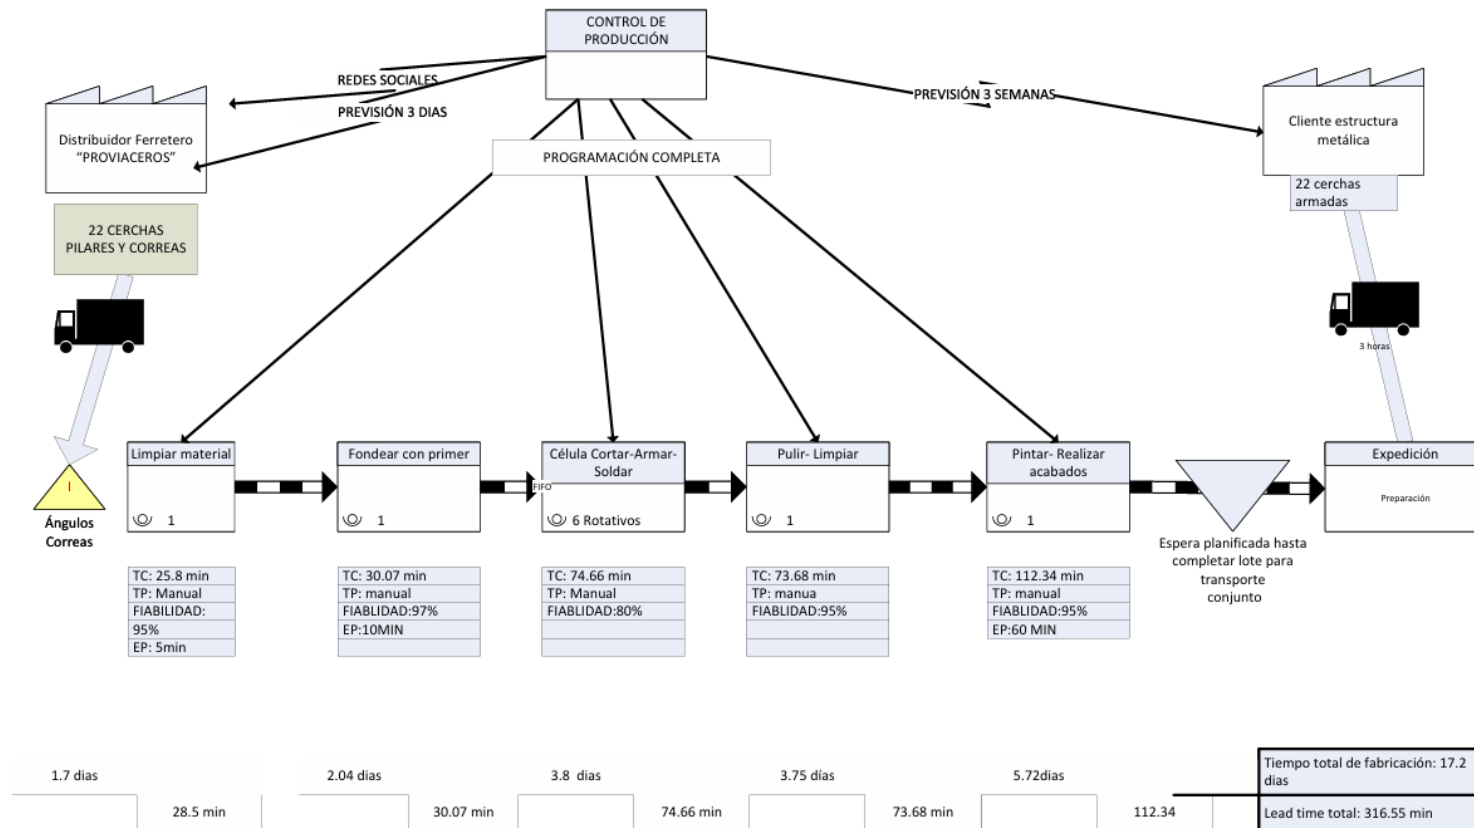 CONTROL DE
PRODUCCIÓN
REDES SOCIALES
PREVISIÓN 3 DIAS
PREVISIÓN 3 SEMANAS
Distribuidor Ferretero
“PROVIACEROS”
Cliente estructura
metálica
PROGRAMACIÓN COMPLETA
22 cerchas
armadas
22 CERCHAS
PILARES Y CORREAS
3 horas
I
Ángulos
Correas
Limpiar material
1
Fondear con primer
1
FIFO
Célula Cortar-Armar-
Soldar
6 Rotativos
Pulir- Limpiar
1
Pintar- Realizar
acabados
1
Expedición
Preparación
Espera planificada hasta
completar lote para
transporte
conjunto
TC: 25.8 min
TP: Manual
FIABILIDAD:
95%
EP: 5min
TC: 30.07 min
TP: manual
FIABLIDAD:97%
EP:10MIN
TC: 74.66 min
TP: Manual
FIABLIDAD:80%
TC: 73.68 min
TP: manua
FIABLIDAD:95%
TC: 112.34 min
TP: manual
FIABLIDAD:95%
EP:60 MIN
1.7 dias
2.04 dias
3.8 dias
3.75 días
5.72dias
Tiempo total de fabricación: 17.2
dias
28.5 min
30.07 min
74.66 min
73.68 min
112.34
Lead time total: 316.55 min